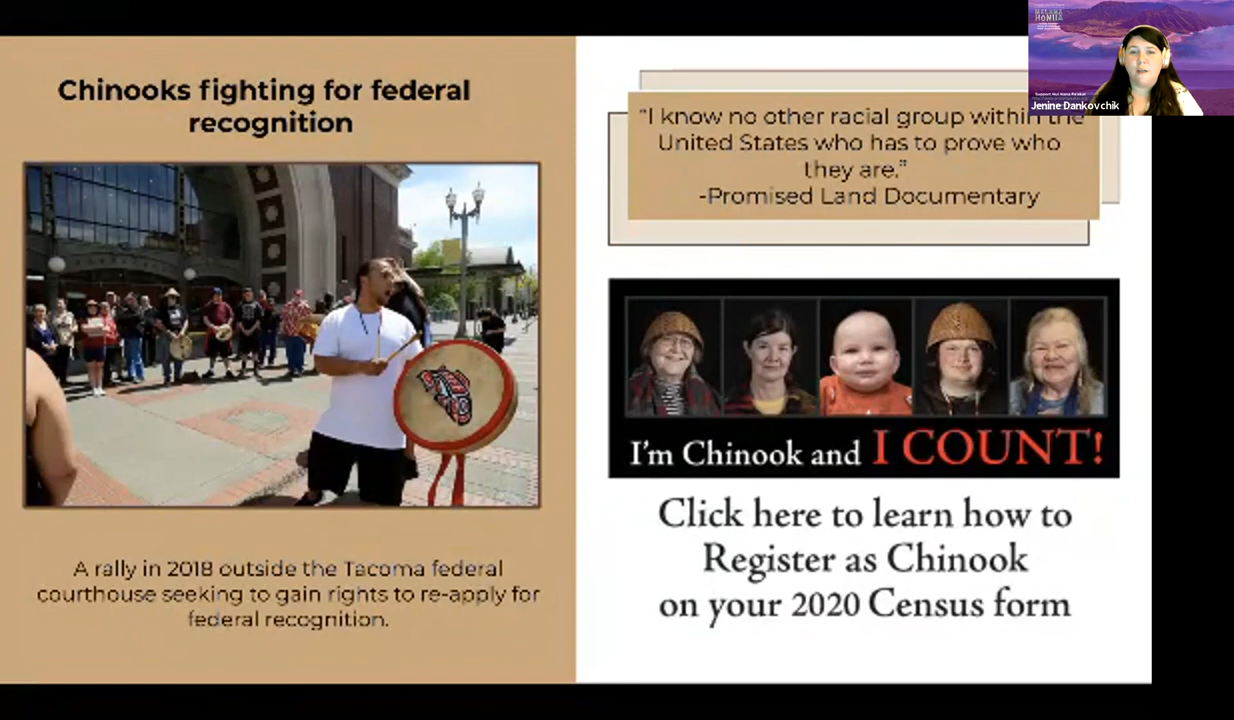 Chinooks fighting for federal
recognition
A rally in 2018 outside the Tacoma federal
courthouse seeking to gain rights to re-apply for
federal recognition.
“I know no other racial group within the
United States who has to prove who
they are.”
-Promised Land Documentary
I'm Chinook and I COUNT!
Click here to learn how to
Register as Chinook
on your 2020 Census form
Jenine Dankovchik